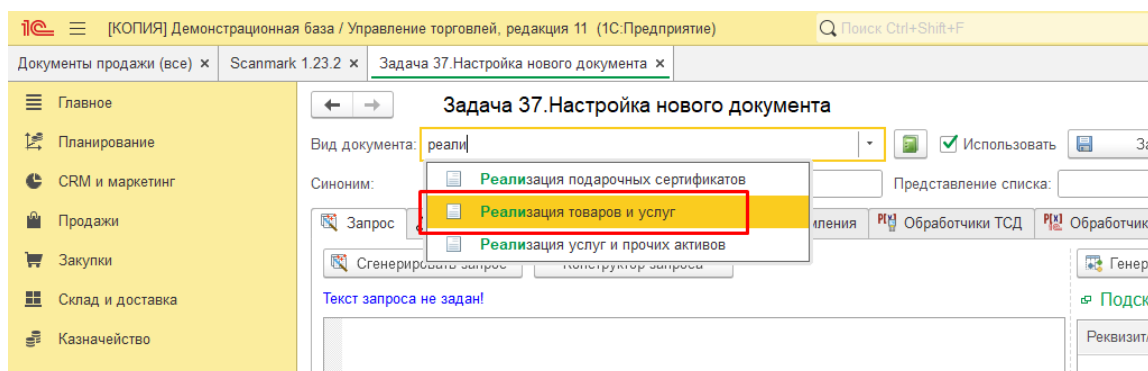 [КОПИЯ] Демонстрационная база / Управление торговлей, редакция 11 (1С:Предприятие) Поиск Ctrl+Shift+F
Документы продажи (все) × Scanmark 1.23.2 × Задача 37.Настройка нового документа ×
Главное
Задача 37.Настройка нового документа
Планирование
Вид документа: реали Использовать
CRM и маркетинг
Синоним: Реализация подарочных сертификатов Представление списка:
Продажи
Реализация товаров и услуг
Запрос Обработчики ТСД
Реализация услуг и прочих активов
Закупки
Сгенерировать запрос Конструктор запроса
Склад и доставка
Текст запроса не задан!
Казначейство